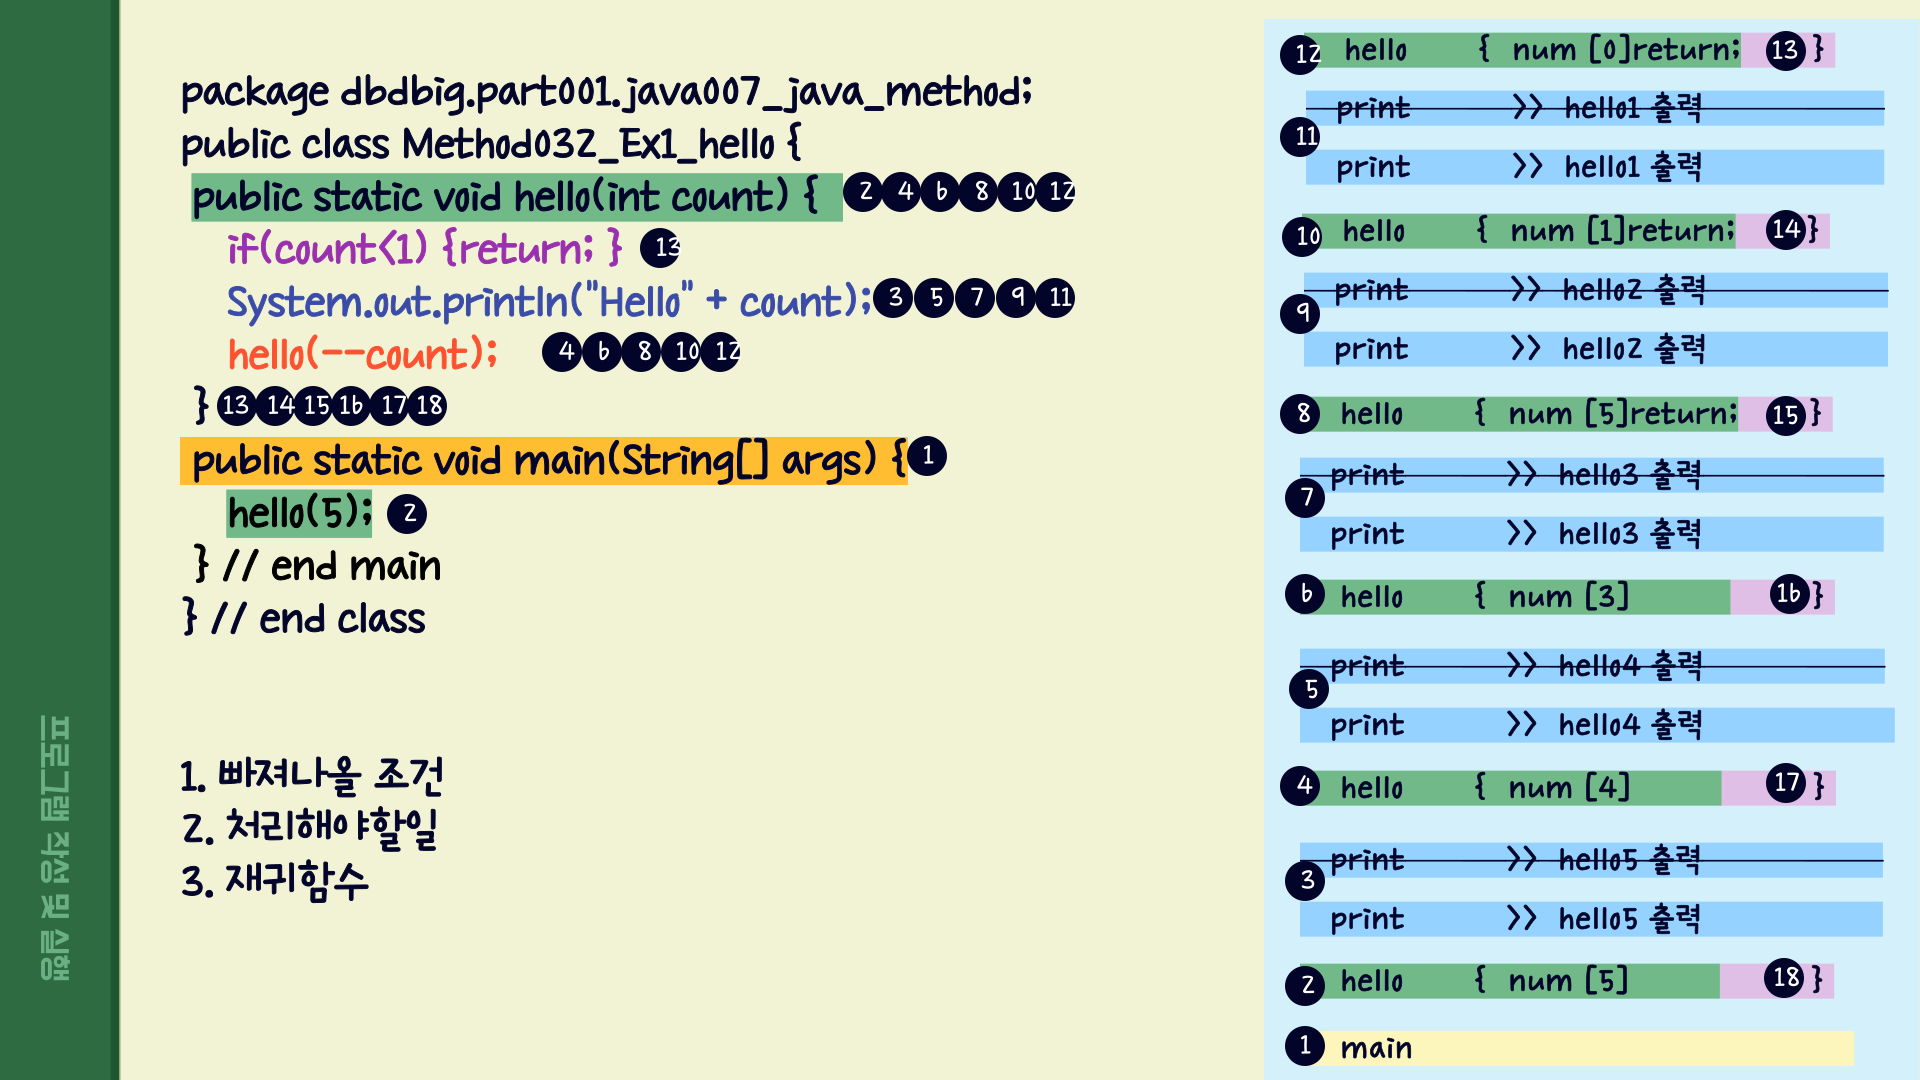 프로그램 작성 및 실행
package dbdbig.part001.java007_java_method;
public class Method032_Ex1_hello {
public static void hello(int count) { 2 4 6 8 10 12
if(count<1) {return; } 13
System.out.println("Hello" + count); 3 5 7 9 11
hello(--count); 4 6 8 10 12
} 13 14 15 16 17 18
public static void main(String[] args) { 1
hello(5); 2
} // end main
} // end class
1. 빠져나올 조건
2. 처리해야할일
3. 재귀함수
12 hello { num [0]return; 13 }
print >> hello1 출력
11
print >> hello1 출력
10 hello { num [1]return; 14 }
print >> hello2 출력
9
print >> hello2 출력
8 hello { num [5]return; 15 }
print >> hello3 출력
7
print >> hello3 출력
6 hello { num [3] 16 }
print >> hello4 출력
5
print >> hello4 출력
4 hello { num [4] 17 }
print >> hello5 출력
3
print >> hello5 출력
2 hello { num [5] 18 }
1 main